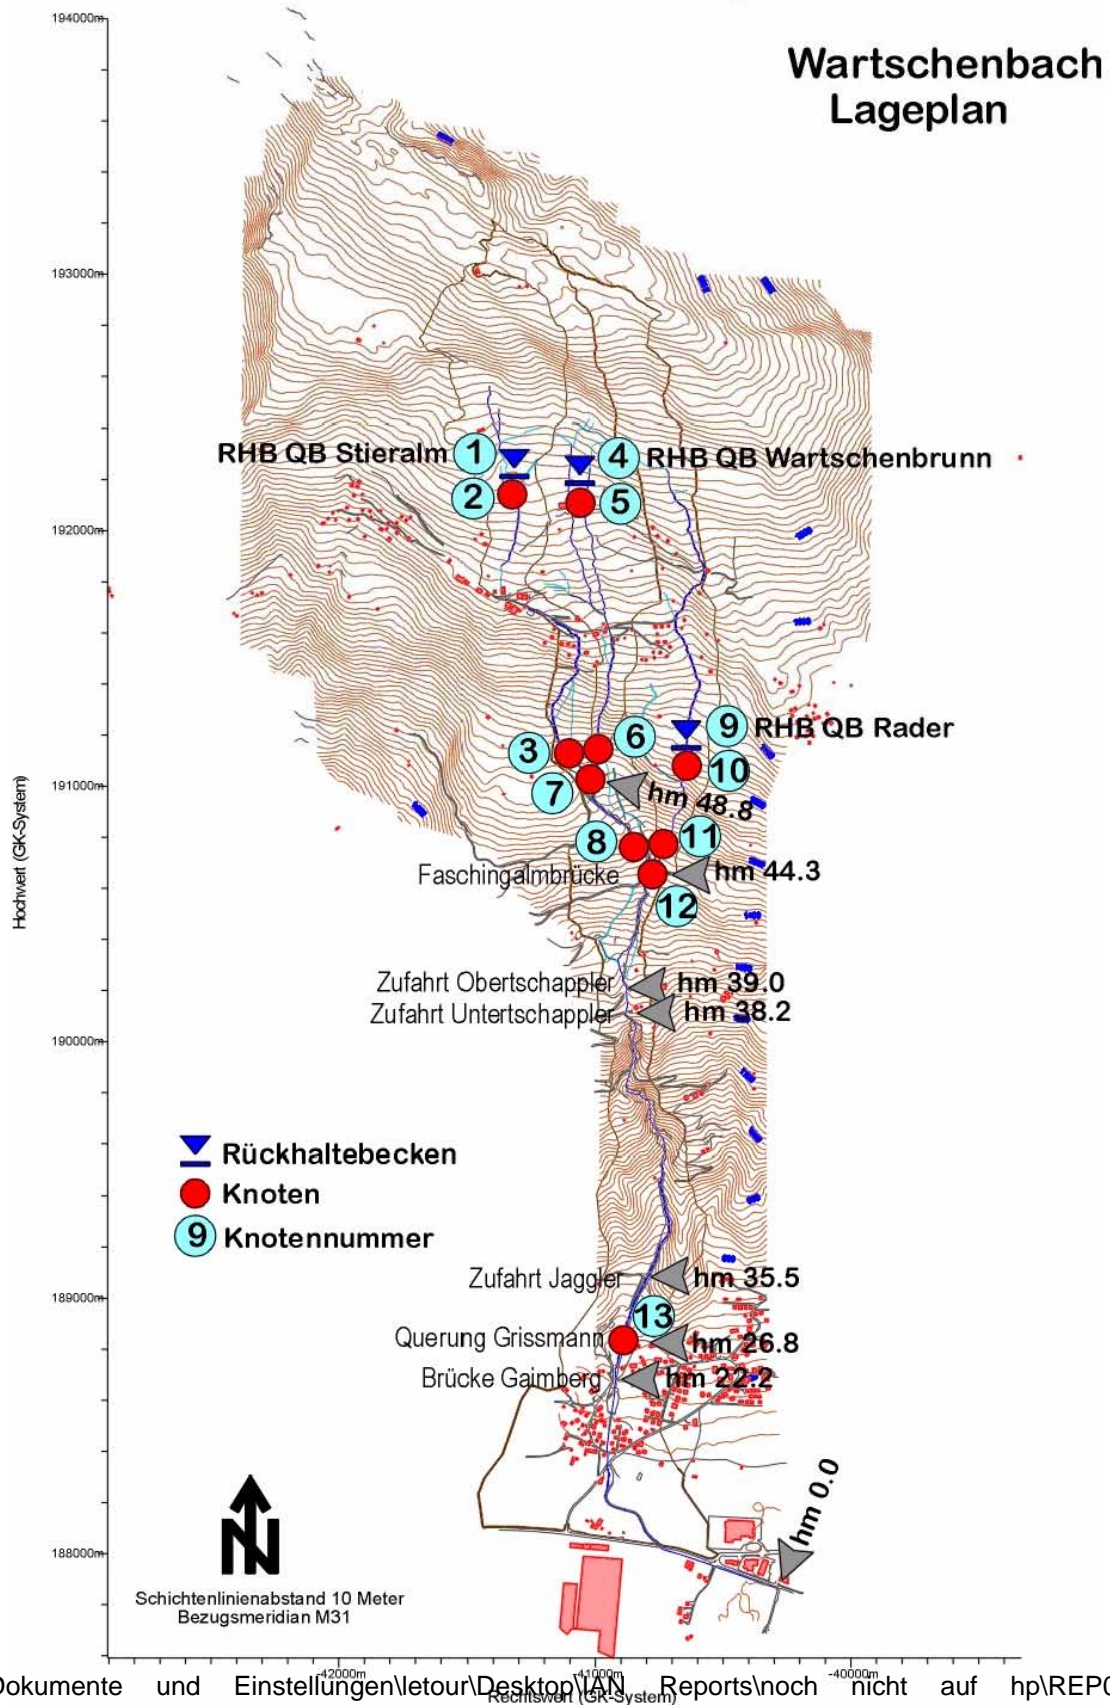 194000m
Wartschenbach
Lageplan
193000m
RHB QB Stieralm 1
4 RHB QB Wartschenbrunn
2
5
192000m
9 RHB QB Rader
6
3
10
7
hm 48.8
191000m
8
11
Faschingalmbrücke
hm 44.3
12
Zufahrt Obertschappler
hm 39.0
Zufahrt Untertschappler
hm 38.2
190000m
Hochwert (GK-System)
Rückhaltebecken
Knoten
9 Knotennummer
Zufahrt Jaggler
hm 35.5
189000m
13
Querung Grissmann
hm 26.8
Brücke Gaimberg
hm 22.2
hm 0.0
N
188000m
Schichtenlinienabstand 10 Meter
Bezugsmeridian M31
-42000m
-41000m
-40000m
Dokumente und Einstellungen\letour\Desktop\IAN Reports\noch nicht auf hp\REPO
Rechtswert (GK-System)